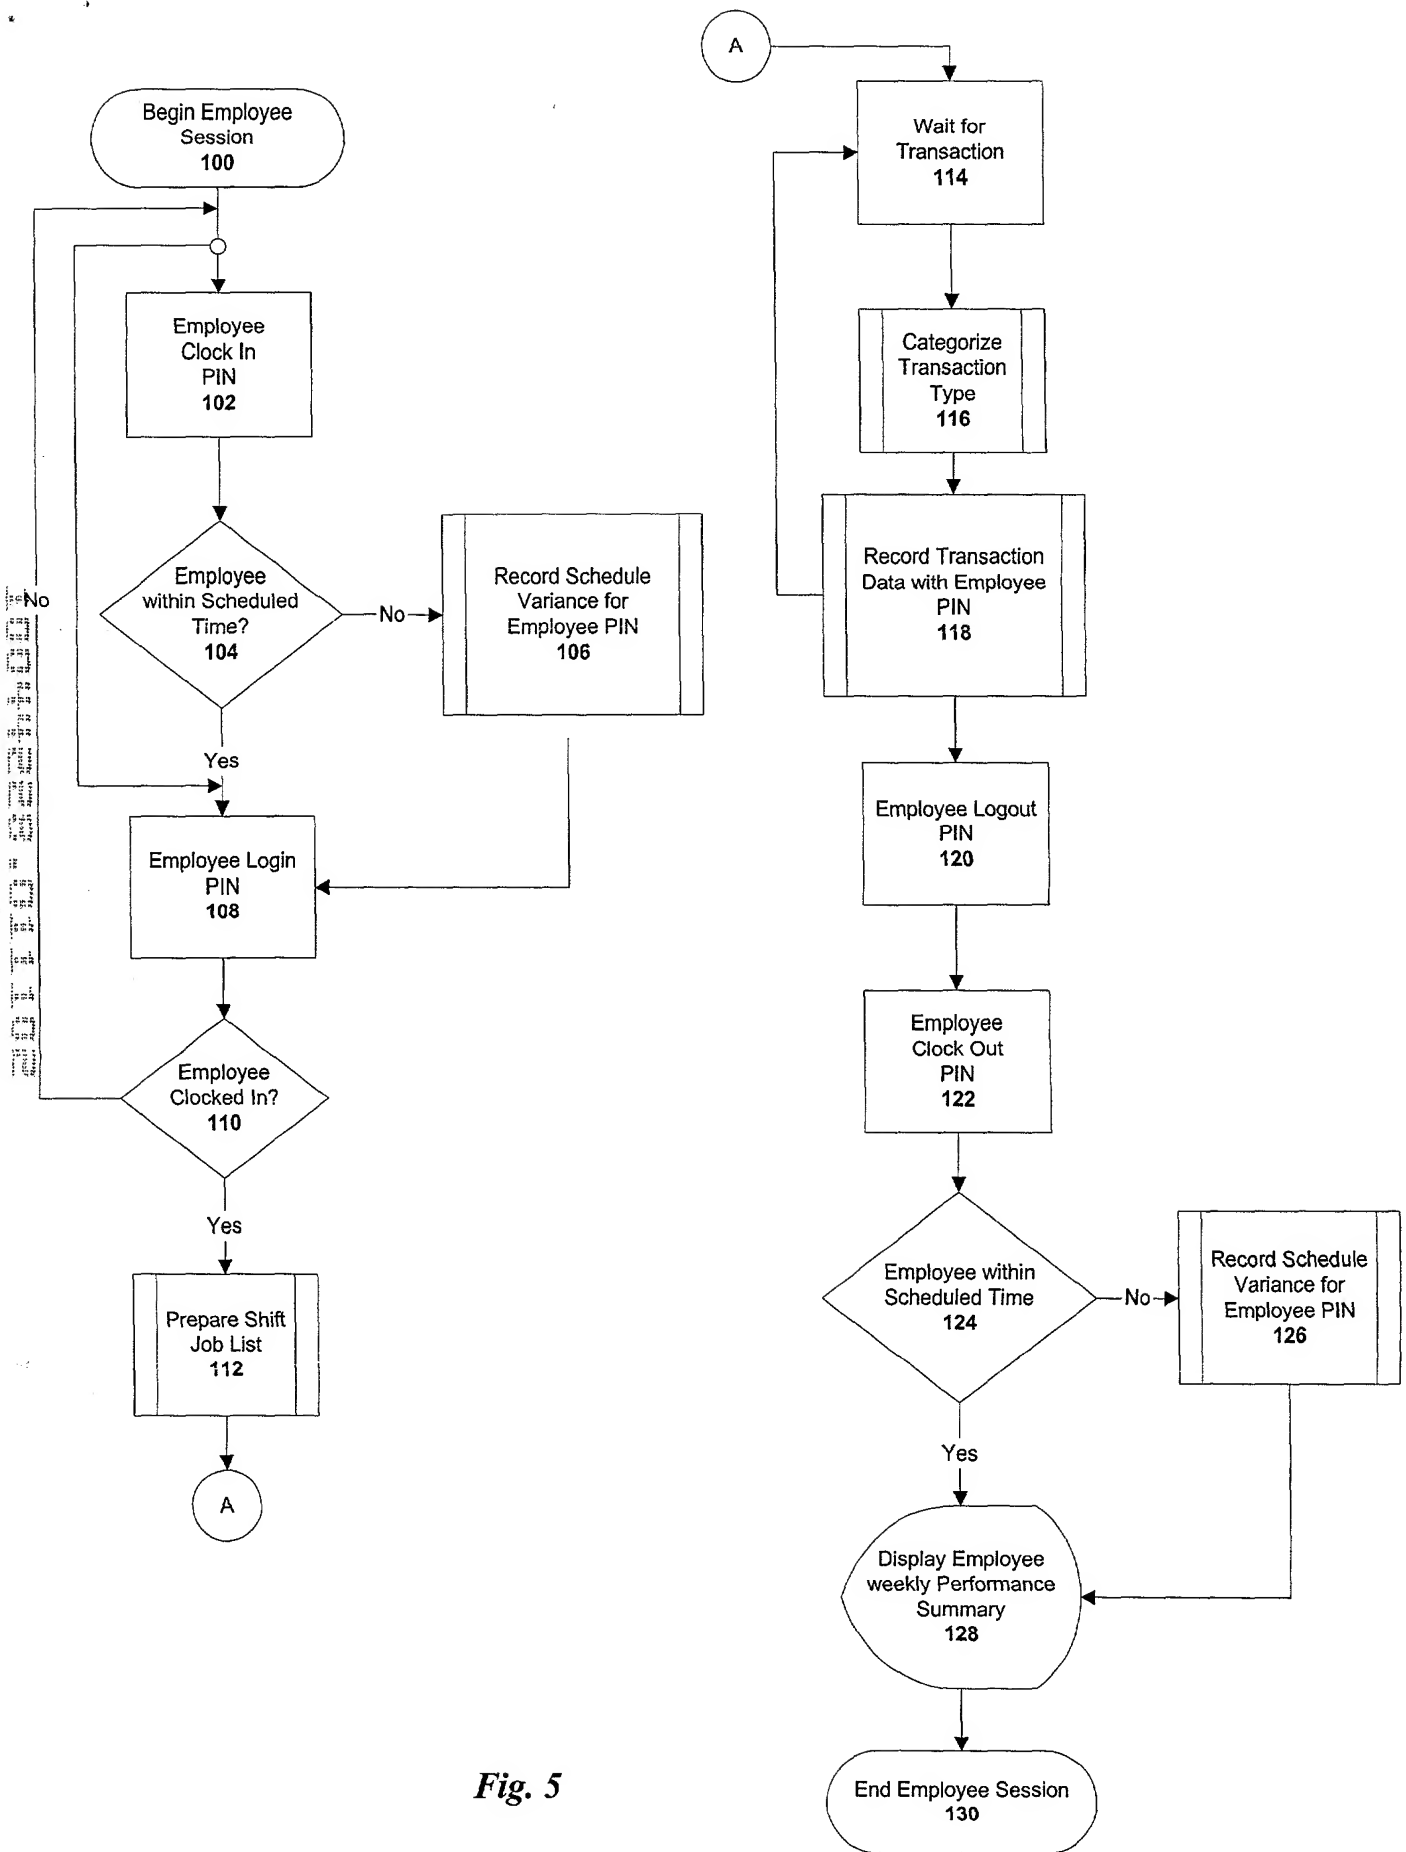 Begin Employee
Session
100
Employee
Clock In
PIN
102
Employee
within Scheduled
Time?
104
No
Record Schedule
Variance for
Employee PIN
106
No
Yes
Employee Login
PIN
108
Employee
Clocked In?
110
Yes
Prepare Shift
Job List
112
A
A
Wait for
Transaction
114
Categorize
Transaction
Type
116
Record Transaction
Data with Employee
PIN
118
Employee Logout
PIN
120
Employee
Clock Out
PIN
122
Employee within
Scheduled Time
124
No
Record Schedule
Variance for
Employee PIN
126
Yes
Display Employee
weekly Performance
Summary
128
End Employee Session
130
Fig. 5